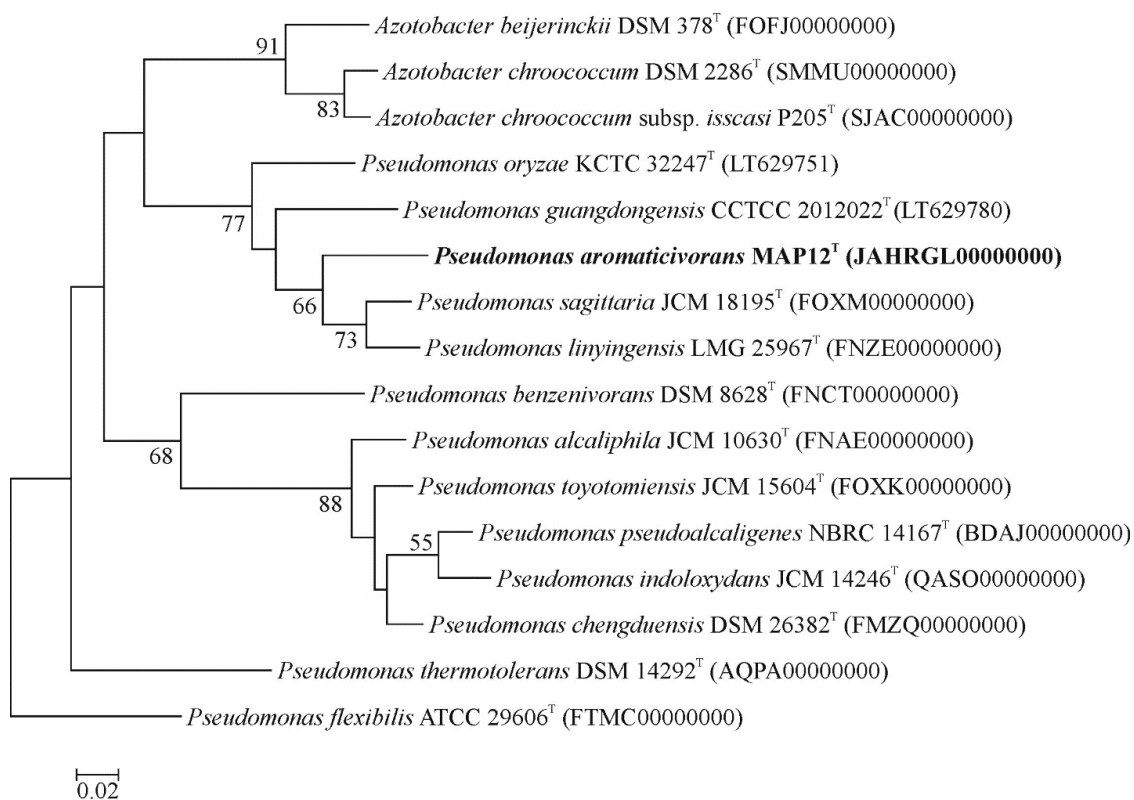 Azotobacter beijerinckii DSM 378ᵀ (FOFJ00000000)
91
Azotobacter chroococcum DSM 2286ᵀ (SMMU00000000)
83
Azotobacter chroococcum subsp. isscasi P205ᵀ (SJAC00000000)
Pseudomonas oryzae KCTC 32247ᵀ (LT629751)
77
Pseudomonas guangdongensis CCTCC 2012022ᵀ (LT629780)
Pseudomonas aromaticivorans MAP12ᵀ (JAHRGL00000000)
66
Pseudomonas sagittaria JCM 18195ᵀ (FOXM00000000)
73
Pseudomonas linyingensis LMG 25967ᵀ (FNZE00000000)
Pseudomonas benzenivorans DSM 8628ᵀ (FNCT00000000)
68
Pseudomonas alcaliphila JCM 10630ᵀ (FNAE00000000)
88
Pseudomonas toyotomiensis JCM 15604ᵀ (FOXK00000000)
Pseudomonas pseudoalcaligenes NBRC 14167ᵀ (BDAJ00000000)
55
Pseudomonas indoloxydans JCM 14246ᵀ (QASO00000000)
Pseudomonas chengduensis DSM 26382ᵀ (FMZQ00000000)
Pseudomonas thermotolerans DSM 14292ᵀ (AQPA00000000)
Pseudomonas flexibilis ATCC 29606ᵀ (FTMC00000000)
0.02